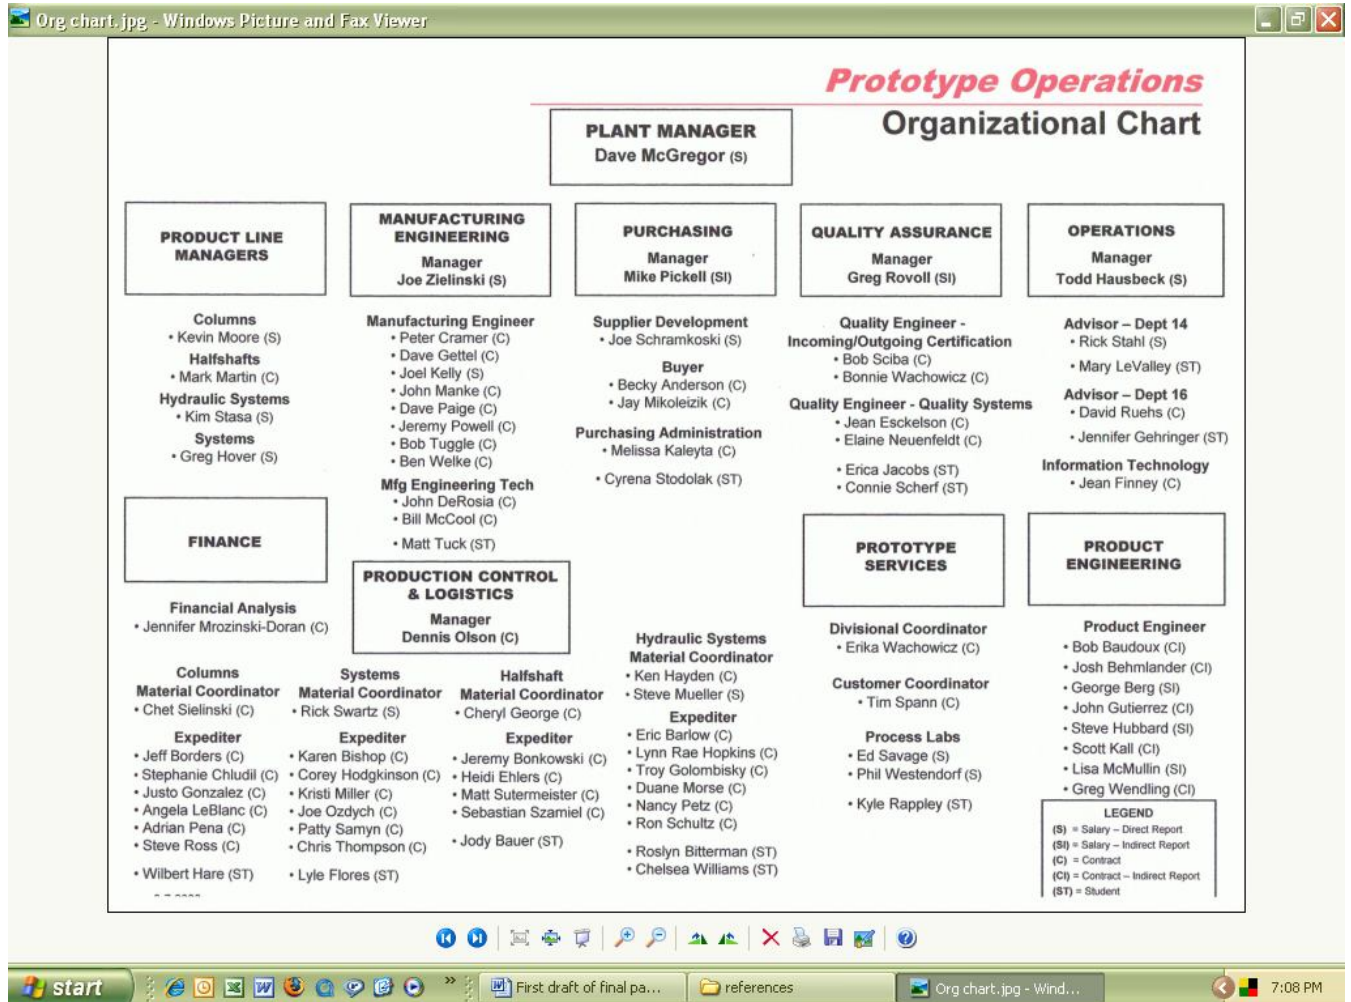 Org chart.jpg - Windows Picture and Fax Viewer
Prototype Operations
Organizational Chart
PLANT MANAGER
Dave McGregor (S)
PRODUCT LINE
MANAGERS
Columns
• Kevin Moore (S)
Halfshafts
• Mark Martin (C)
Hydraulic Systems
• Kim Stasa (S)
Systems
• Greg Hover (S)
MANUFACTURING
ENGINEERING
Manager
Joe Zielinski (S)
Manufacturing Engineer
• Peter Cramer (C)
• Dave Gettel (C)
• Joel Kelly (S)
• John Manke (C)
• Dave Paige (C)
• Jeremy Powell (C)
• Bob Tuggle (C)
• Ben Welke (C)
Mfg Engineering Tech
• John DeRosia (C)
• Bill McCool (C)
• Matt Tuck (ST)
PURCHASING
Manager
Mike Pickell (SI)
Supplier Development
• Joe Schramkoski (S)
Buyer
• Becky Anderson (C)
• Jay Mikoleizik (C)
Purchasing Administration
• Melissa Kaleyta (C)
• Cyrena Stodolak (ST)
QUALITY ASSURANCE
Manager
Greg Rovoll (SI)
Quality Engineer -
Incoming/Outgoing Certification
• Bob Sciba (C)
• Bonnie Wachowicz (C)
Quality Engineer - Quality Systems
• Jean Esckelson (C)
• Elaine Neuenfeldt (C)
• Erica Jacobs (ST)
• Connie Scherf (ST)
OPERATIONS
Manager
Todd Hausbeck (S)
Advisor – Dept 14
• Rick Stahl (S)
• Mary LeValley (ST)
Advisor – Dept 16
• David Ruehs (C)
• Jennifer Gehringer (ST)
Information Technology
• Jean Finney (C)
FINANCE
Financial Analysis
• Jennifer Mrozinski-Doran (C)
PRODUCTION CONTROL
& LOGISTICS
Manager
Dennis Olson (C)
Columns
Material Coordinator
• Chet Sielinski (C)
Expediter
• Jeff Borders (C)
• Stephanie Chludil (C)
• Justo Gonzalez (C)
• Angela LeBlanc (C)
• Adrian Pena (C)
• Steve Ross (C)
• Wilbert Hare (ST)
Systems
Material Coordinator
• Rick Swartz (S)
Expediter
• Karen Bishop (C)
• Corey Hodgkinson (C)
• Kristi Miller (C)
• Joe Ozdych (C)
• Patty Samyn (C)
• Chris Thompson (C)
• Lyle Flores (ST)
Halfshaft
Material Coordinator
• Cheryl George (C)
Expediter
• Jeremy Bonkowski (C)
• Heidi Ehlers (C)
• Matt Sutermeister (C)
• Sebastian Szamiel (C)
• Jody Bauer (ST)
Hydraulic Systems
Material Coordinator
• Ken Hayden (C)
• Steve Mueller (S)
Expediter
• Eric Barlow (C)
• Lynn Rae Hopkins (C)
• Troy Golombisky (C)
• Duane Morse (C)
• Nancy Petz (C)
• Ron Schultz (C)
• Roslyn Bitterman (ST)
• Chelsea Williams (ST)
PROTOTYPE
SERVICES
Divisional Coordinator
• Erika Wachowicz (C)
Customer Coordinator
• Tim Spann (C)
Process Labs
• Ed Savage (S)
• Phil Westendorf (S)
• Kyle Rappley (ST)
PRODUCT
ENGINEERING
Product Engineer
• Bob Baudoux (CI)
• Josh Behmlander (CI)
• George Berg (SI)
• John Gutierrez (CI)
• Steve Hubbard (SI)
• Scott Kall (CI)
• Lisa McMullin (SI)
• Greg Wendling (CI)
LEGEND
(S) = Salary – Direct Report
(SI) = Salary – Indirect Report
(C) = Contract
(CI) = Contract – Indirect Report
(ST) = Student
start
First draft of final pa...
references
Org chart.jpg - Wind...
7:08 PM